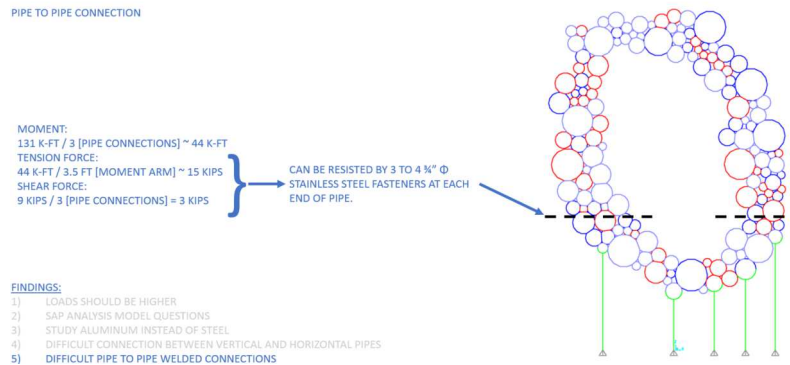 PIPE TO PIPE CONNECTION
MOMENT:
131 K-FT / 3 [PIPE CONNECTIONS] ~ 44 K-FT
TENSION FORCE:
44 K-FT / 3.5 FT [MOMENT ARM] ~ 15 KIPS
SHEAR FORCE:
9 KIPS / 3 [PIPE CONNECTIONS] = 3 KIPS
CAN BE RESISTED BY 3 TO 4 ¾” Φ
STAINLESS STEEL FASTENERS AT EACH
END OF PIPE.
FINDINGS:
1) LOADS SHOULD BE HIGHER
2) SAP ANALYSIS MODEL QUESTIONS
3) STUDY ALUMINUM INSTEAD OF STEEL
4) DIFFICULT CONNECTION BETWEEN VERTICAL AND HORIZONTAL PIPES
5) DIFFICULT PIPE TO PIPE WELDED CONNECTIONS